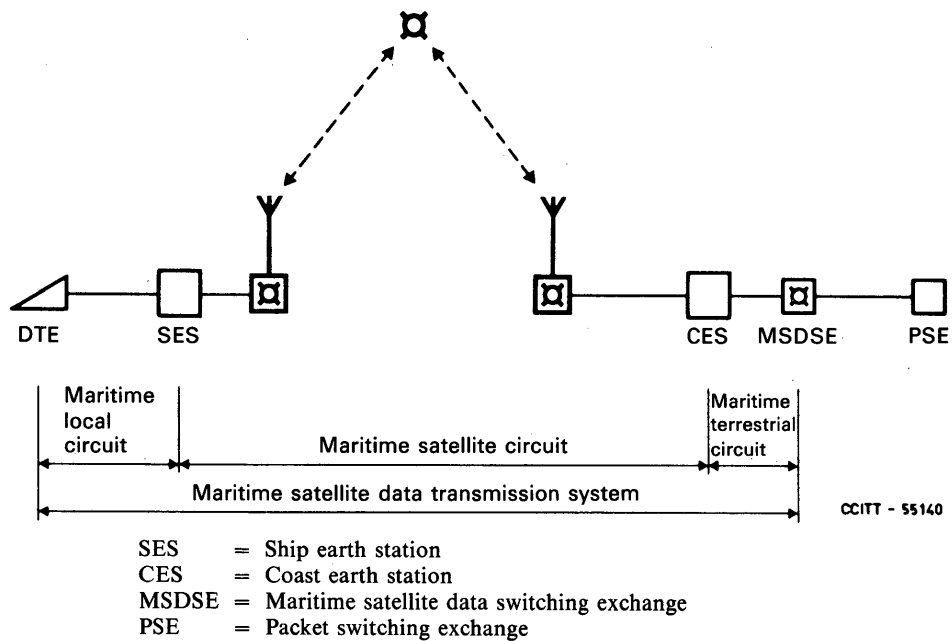 DTE
SES
CES
MSDSE
PSE
Maritime
local
circuit
Maritime satellite circuit
Maritime
terrestrial
circuit
Maritime satellite data transmission system
CCITT - 55140
SES = Ship earth station
CES = Coast earth station
MSDSE = Maritime satellite data switching exchange
PSE = Packet switching exchange